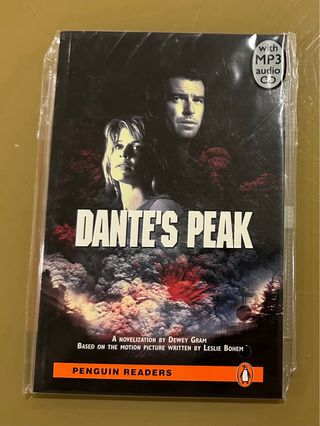 with
MP3
audio
CD
DANTE'S PEAK
A NOVELIZATION BY DEWEY GRAM
BASED ON THE MOTION PICTURE WRITTEN BY LESLIE BOHEM
PENGUIN READERS